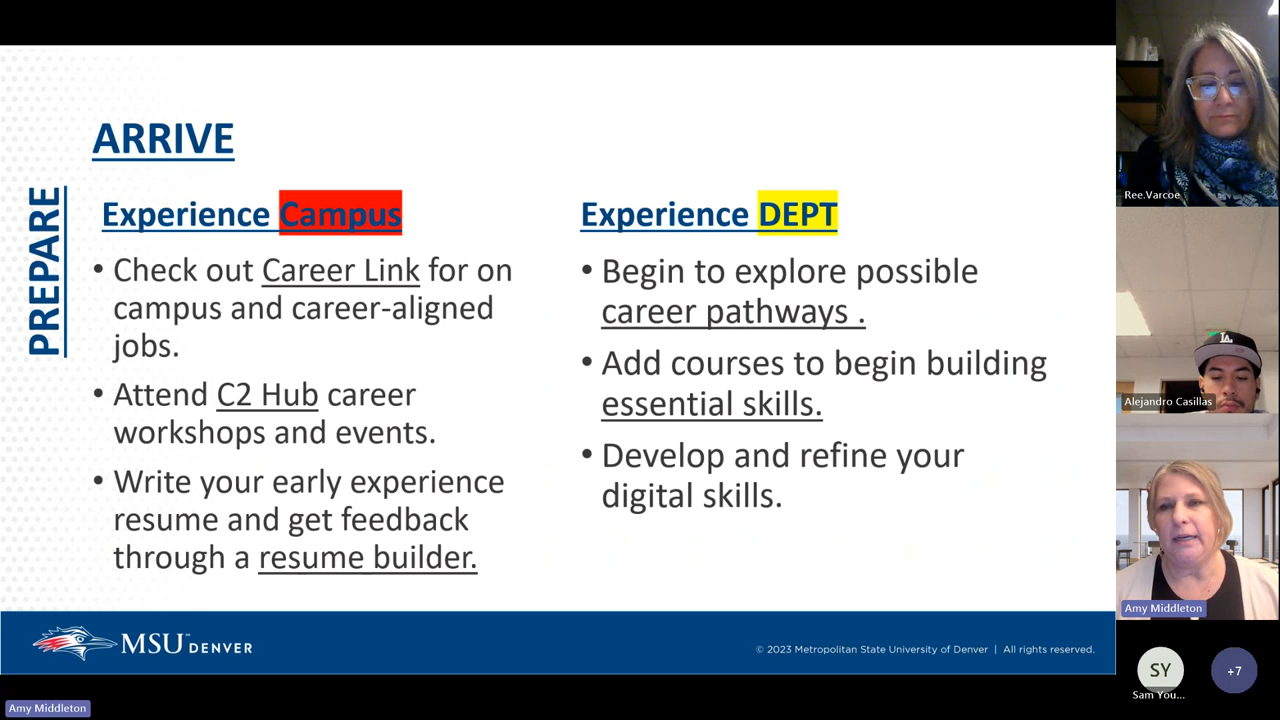 ARRIVE
PREPARE
Experience Campus
• Check out Career Link for on
campus and career-aligned
jobs.
• Attend C2 Hub career
workshops and events.
• Write your early experience
resume and get feedback
through a resume builder.
Experience DEPT
• Begin to explore possible
career pathways .
• Add courses to begin building
essential skills.
• Develop and refine your
digital skills.
MSU DENVER
© 2023 Metropolitan State University of Denver | All rights reserved.
Amy Middleton
Ree.Varcoe
LA
Alejandro Casillas
Amy Middleton
SY
Sam You...
+7